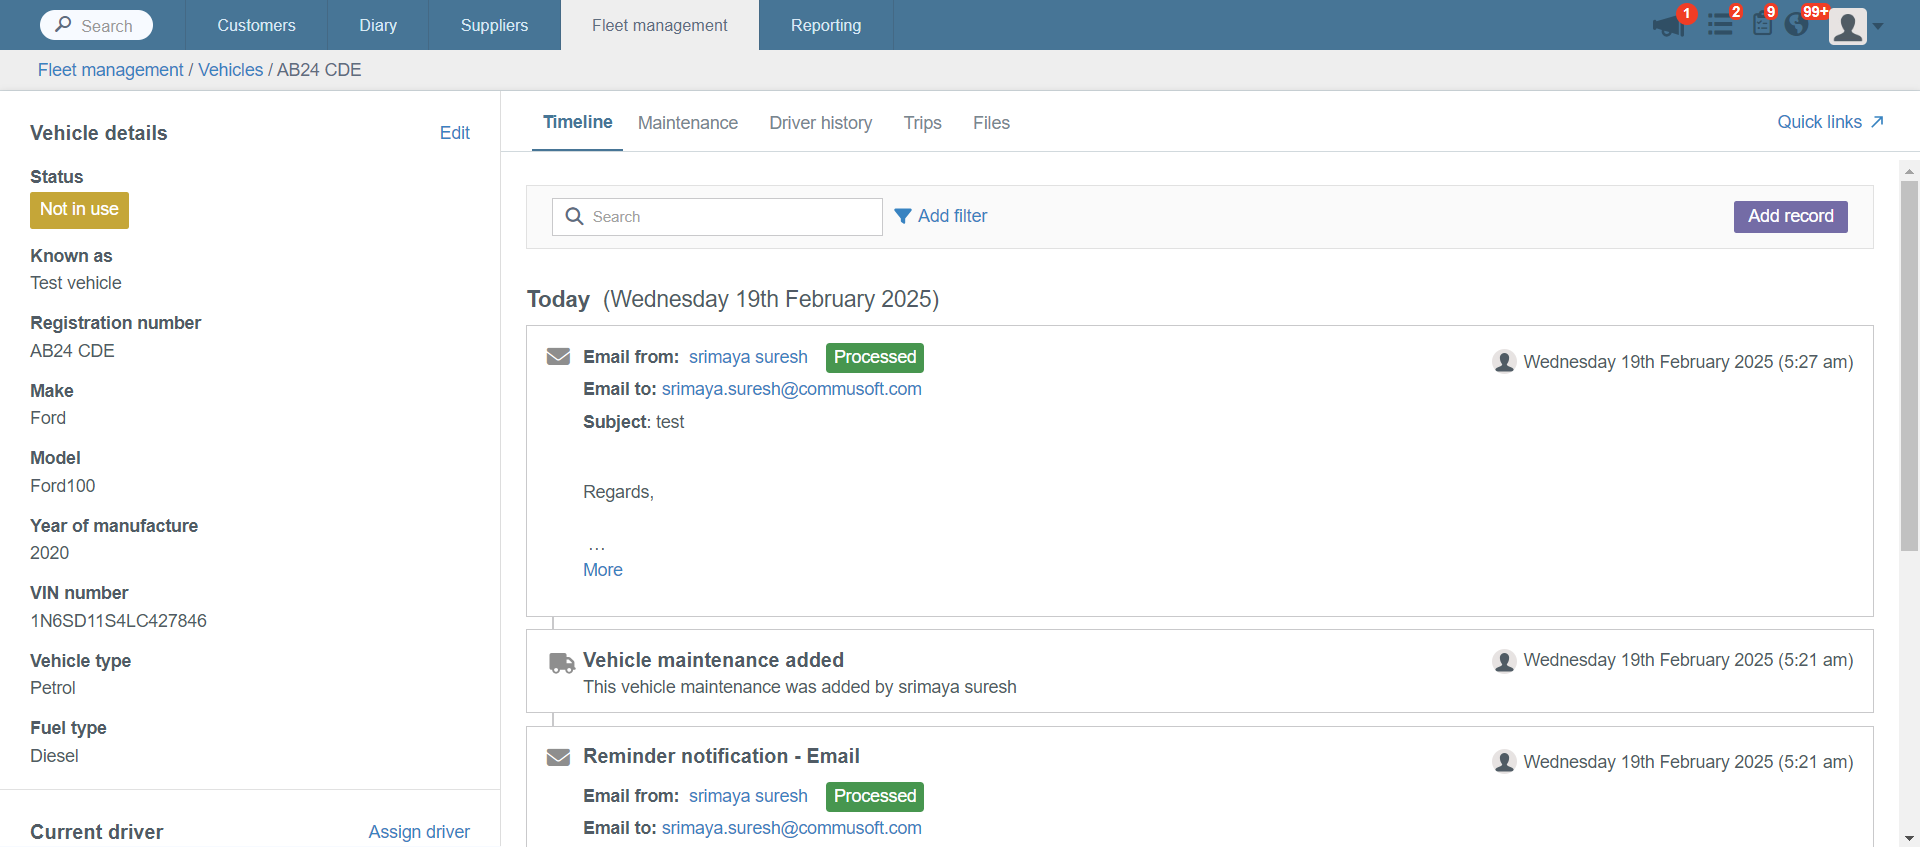 Search
Customers
Diary
Suppliers
Fleet management
Reporting
1
2
9
99+
Fleet management / Vehicles / AB24 CDE
Vehicle details
Edit
Status
Not in use
Known as
Test vehicle
Registration number
AB24 CDE
Make
Ford
Model
Ford100
Year of manufacture
2020
VIN number
1N6SD11S4LC427846
Vehicle type
Petrol
Fuel type
Diesel
Current driver
Assign driver
Timeline
Maintenance
Driver history
Trips
Files
Quick links
Search
Add filter
Add record
Today (Wednesday 19th February 2025)
Email from: srimaya suresh Processed
Wednesday 19th February 2025 (5:27 am)
Email to: srimaya.suresh@commusoft.com
Subject: test
Regards,
...
More
Vehicle maintenance added
Wednesday 19th February 2025 (5:21 am)
This vehicle maintenance was added by srimaya suresh
Reminder notification - Email
Wednesday 19th February 2025 (5:21 am)
Email from: srimaya suresh Processed
Email to: srimaya.suresh@commusoft.com